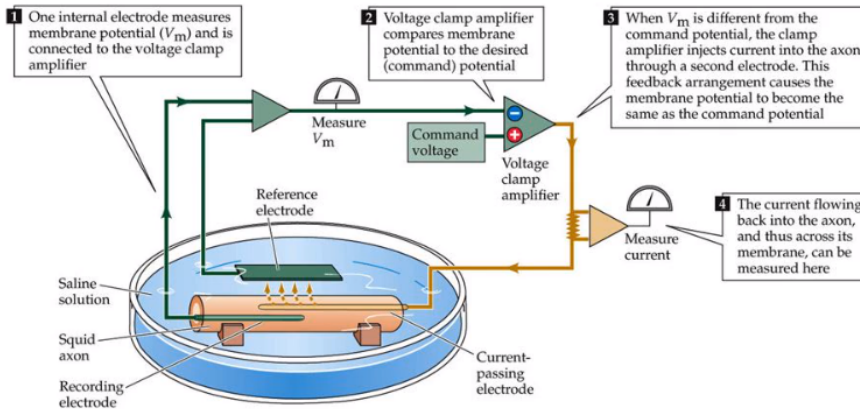 1 One internal electrode measures
membrane potential (Vm) and is
connected to the voltage clamp
amplifier
2 Voltage clamp amplifier
compares membrane
potential to the desired
(command) potential
3 When Vm is different from the
command potential, the clamp
amplifier injects current into the axon
through a second electrode. This
feedback arrangement causes the
membrane potential to become the
same as the command potential
Measure
Vm
Command
voltage
−
+
Voltage
clamp
amplifier
Reference
electrode
Measure
current
4 The current flowing
back into the axon,
and thus across its
membrane, can be
measured here
Saline
solution
Squid
axon
Recording
electrode
Current-
passing
electrode